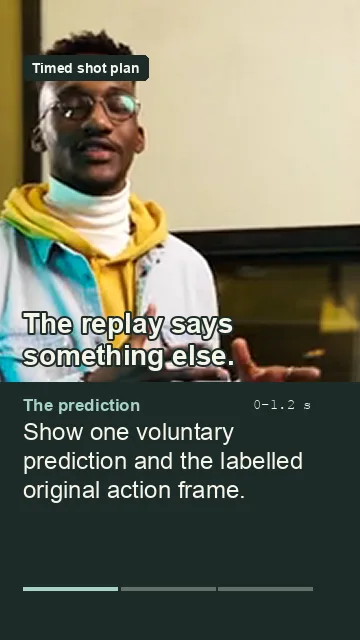 Timed shot plan
The replay says
something else.
The prediction
0–1.2 s
Show one voluntary
prediction and the labelled
original action frame.